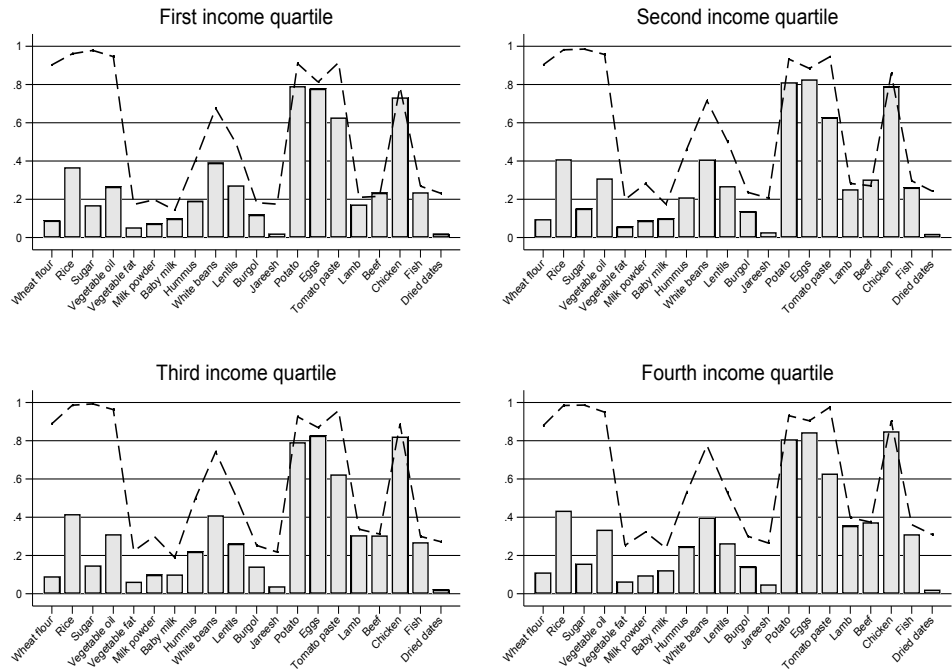 First income quartile
1
.8
.6
.4
.2
0
Wheat flour
Rice
Sugar
Vegetable oil
Vegetable fat
Milk powder
Baby milk
Hummus
White beans
Lentils
Burgol
Jareesh
Potato
Eggs
Tomato paste
Lamb
Beef
Chicken
Fish
Dried dates
Second income quartile
1
.8
.6
.4
.2
0
Wheat flour
Rice
Sugar
Vegetable oil
Vegetable fat
Milk powder
Baby milk
Hummus
White beans
Lentils
Burgol
Jareesh
Potato
Eggs
Tomato paste
Lamb
Beef
Chicken
Fish
Dried dates
Third income quartile
1
.8
.6
.4
.2
0
Wheat flour
Rice
Sugar
Vegetable oil
Vegetable fat
Milk powder
Baby milk
Hummus
White beans
Lentils
Burgol
Jareesh
Potato
Eggs
Tomato paste
Lamb
Beef
Chicken
Fish
Dried dates
Fourth income quartile
1
.8
.6
.4
.2
0
Wheat flour
Rice
Sugar
Vegetable oil
Vegetable fat
Milk powder
Baby milk
Hummus
White beans
Lentils
Burgol
Jareesh
Potato
Eggs
Tomato paste
Lamb
Beef
Chicken
Fish
Dried dates